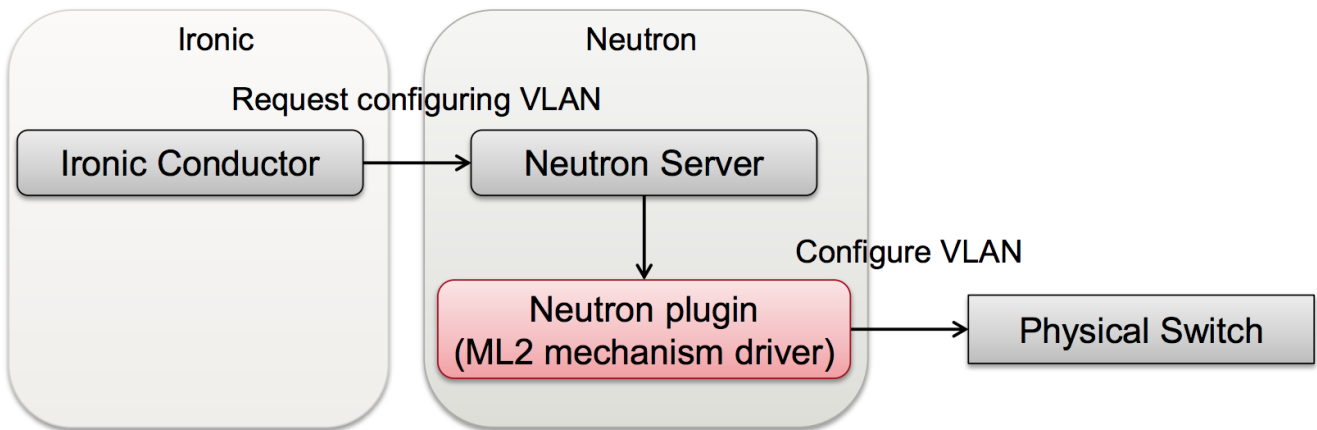 Ironic
Neutron
Request configuring VLAN
Ironic Conductor
Neutron Server
Configure VLAN
Neutron plugin
(ML2 mechanism driver)
Physical Switch